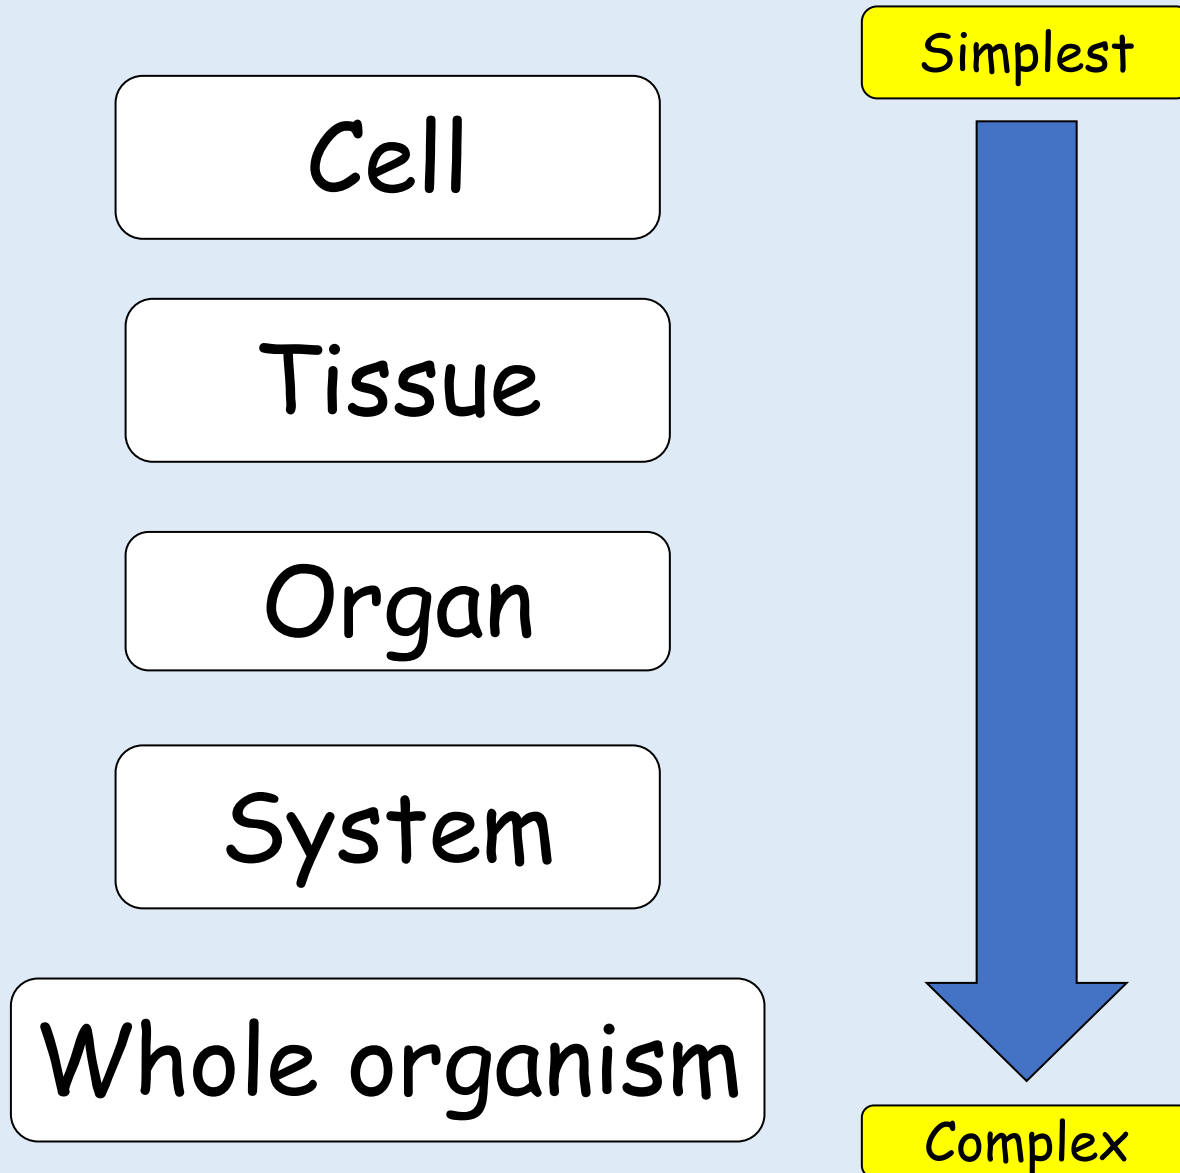 Simplest
Cell
Tissue
Organ
System
Whole organism
Complex